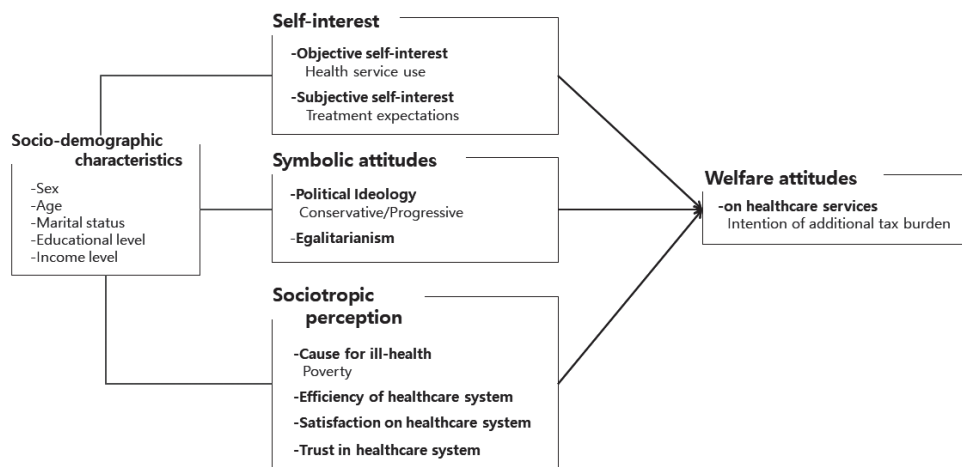 Self-interest
-Objective self-interest
Health service use
-Subjective self-interest
Treatment expectations
Socio-demographic
characteristics
-Sex
-Age
-Marital status
-Educational level
-Income level
Symbolic attitudes
-Political Ideology
Conservative/Progressive
-Egalitarianism
Sociotropic
perception
-Cause for ill-health
Poverty
-Efficiency of healthcare system
-Satisfaction on healthcare system
-Trust in healthcare system
Welfare attitudes
-on healthcare services
Intention of additional tax burden